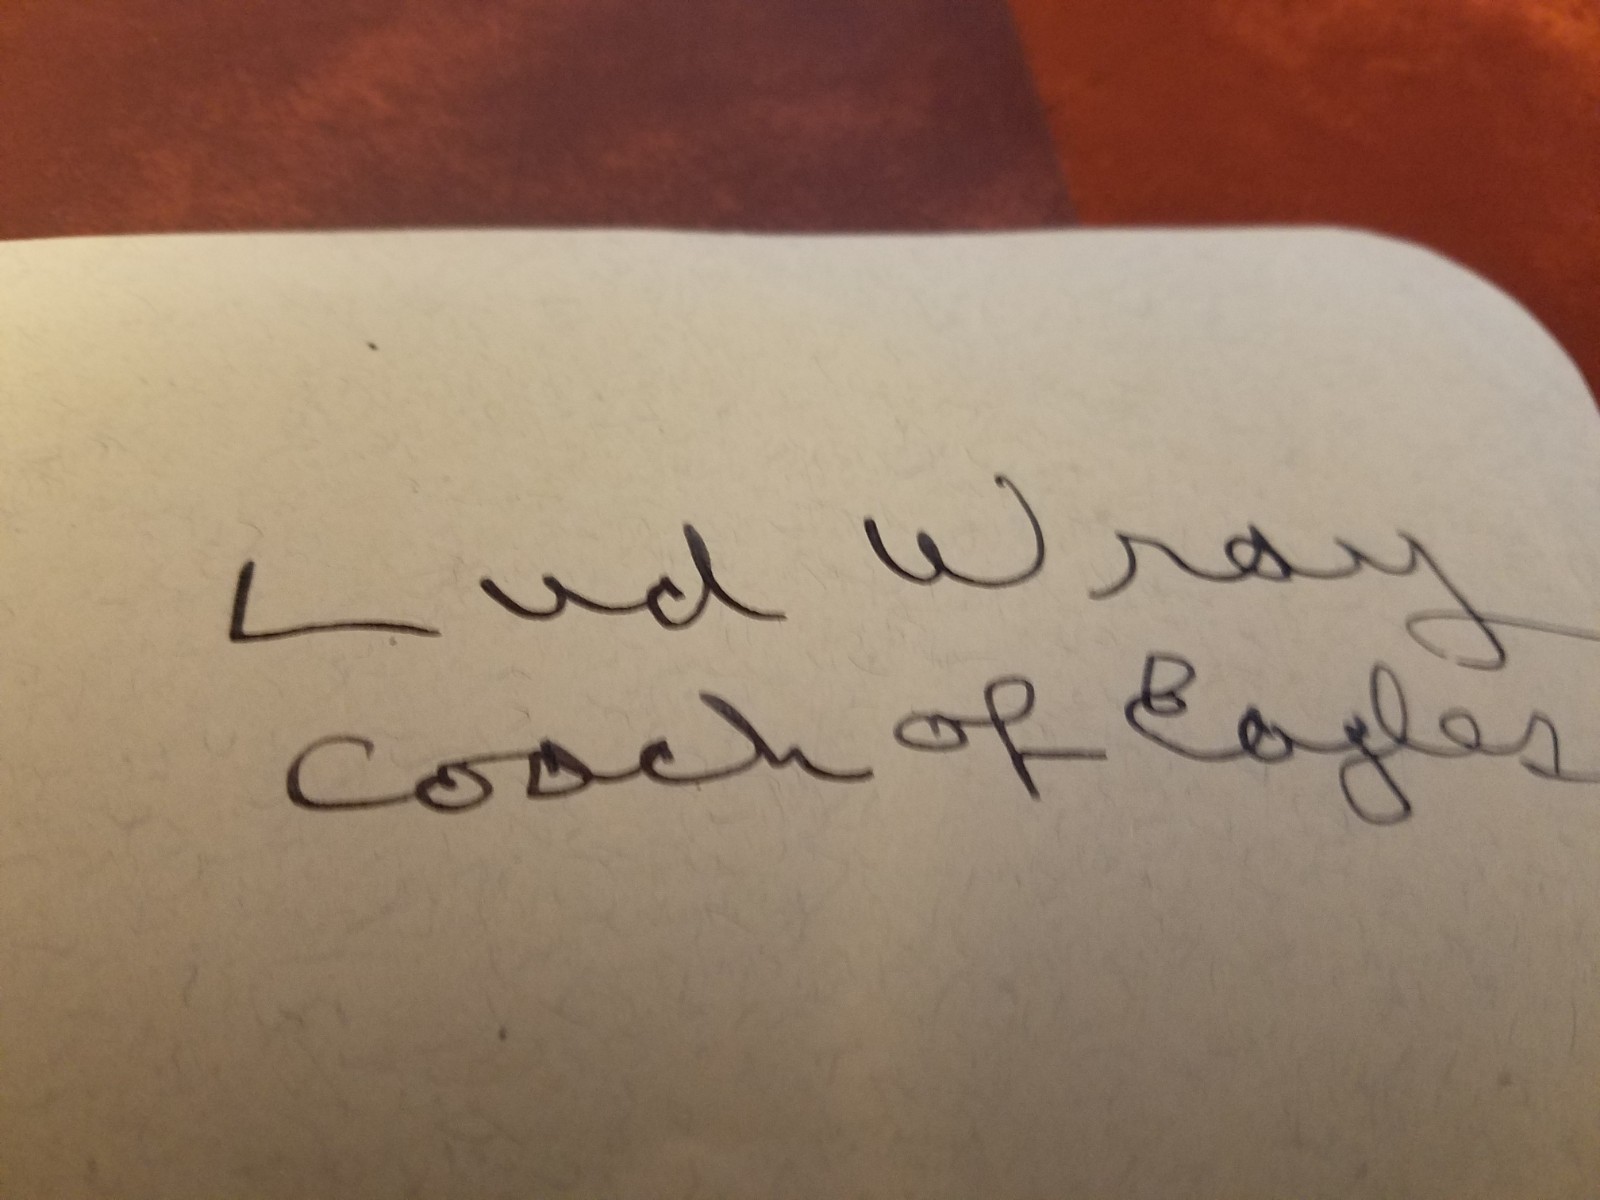 Lud Wray
Coach of Eagles